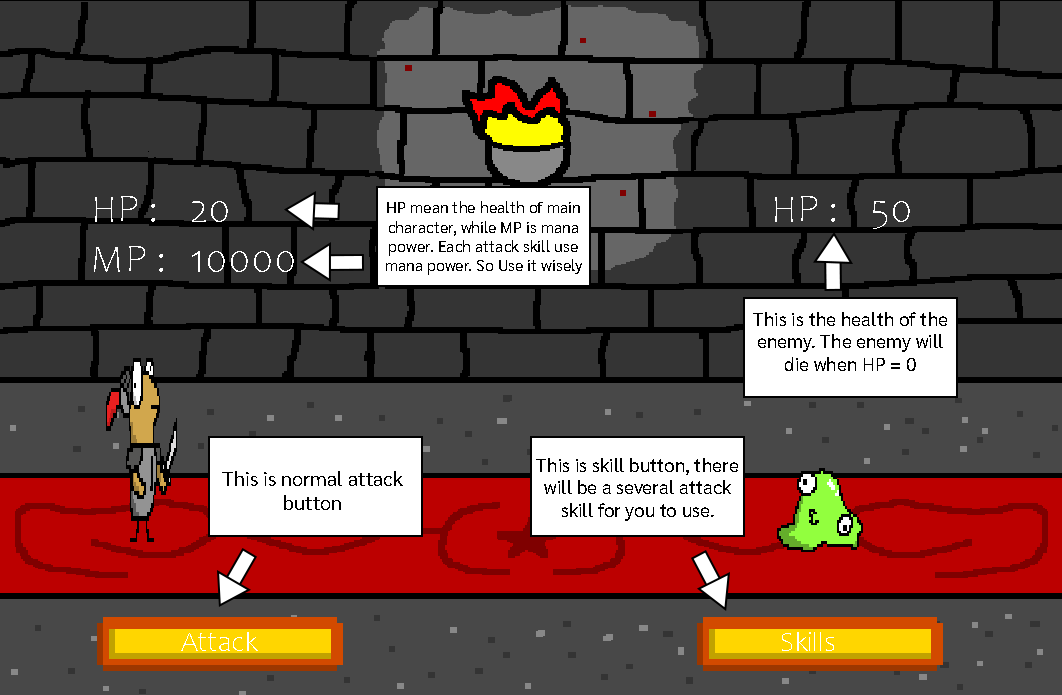 HP: 20
MP: 10000
HP mean the health of main
character, while MP is mana
power. Each attack skill use
mana power. So Use it wisely
HP: 50
This is the health of the
enemy. The enemy will
die when HP = 0
This is normal attack
button
This is skill button, there
will be a several attack
skill for you to use.
Attack
Skills